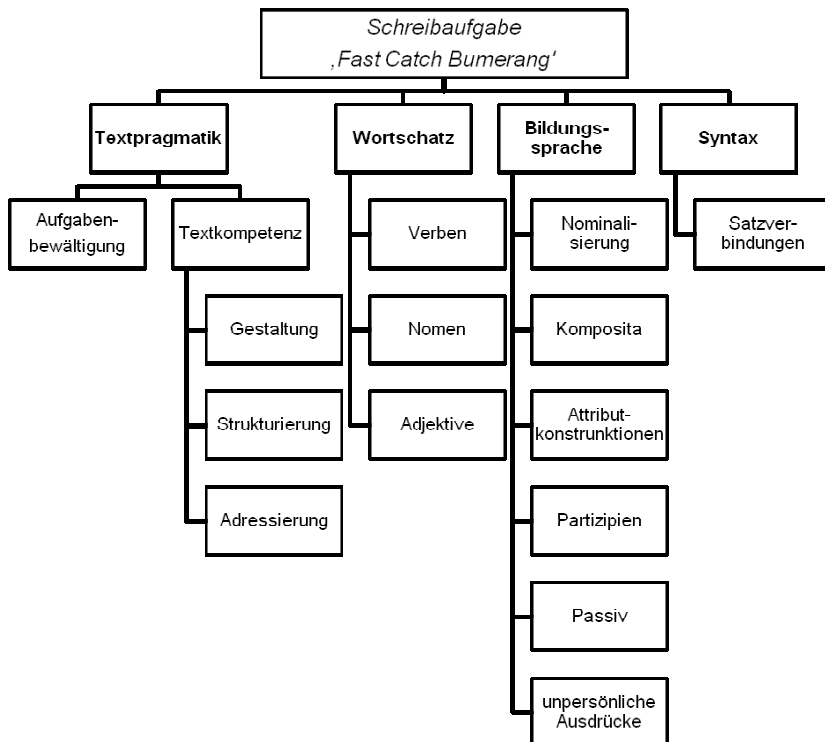 Schreibaufgabe
‚Fast Catch Bumerang'
Textpragmatik
Wortschatz
Bildungs-
sprache
Syntax
Aufgaben-
bewältigung
Textkompetenz
Verben
Nominali-
sierung
Satzver-
bindungen
Gestaltung
Nomen
Komposita
Strukturierung
Adjektive
Attribut-
konstrunktionen
Adressierung
Partizipien
Passiv
unpersönliche
Ausdrücke